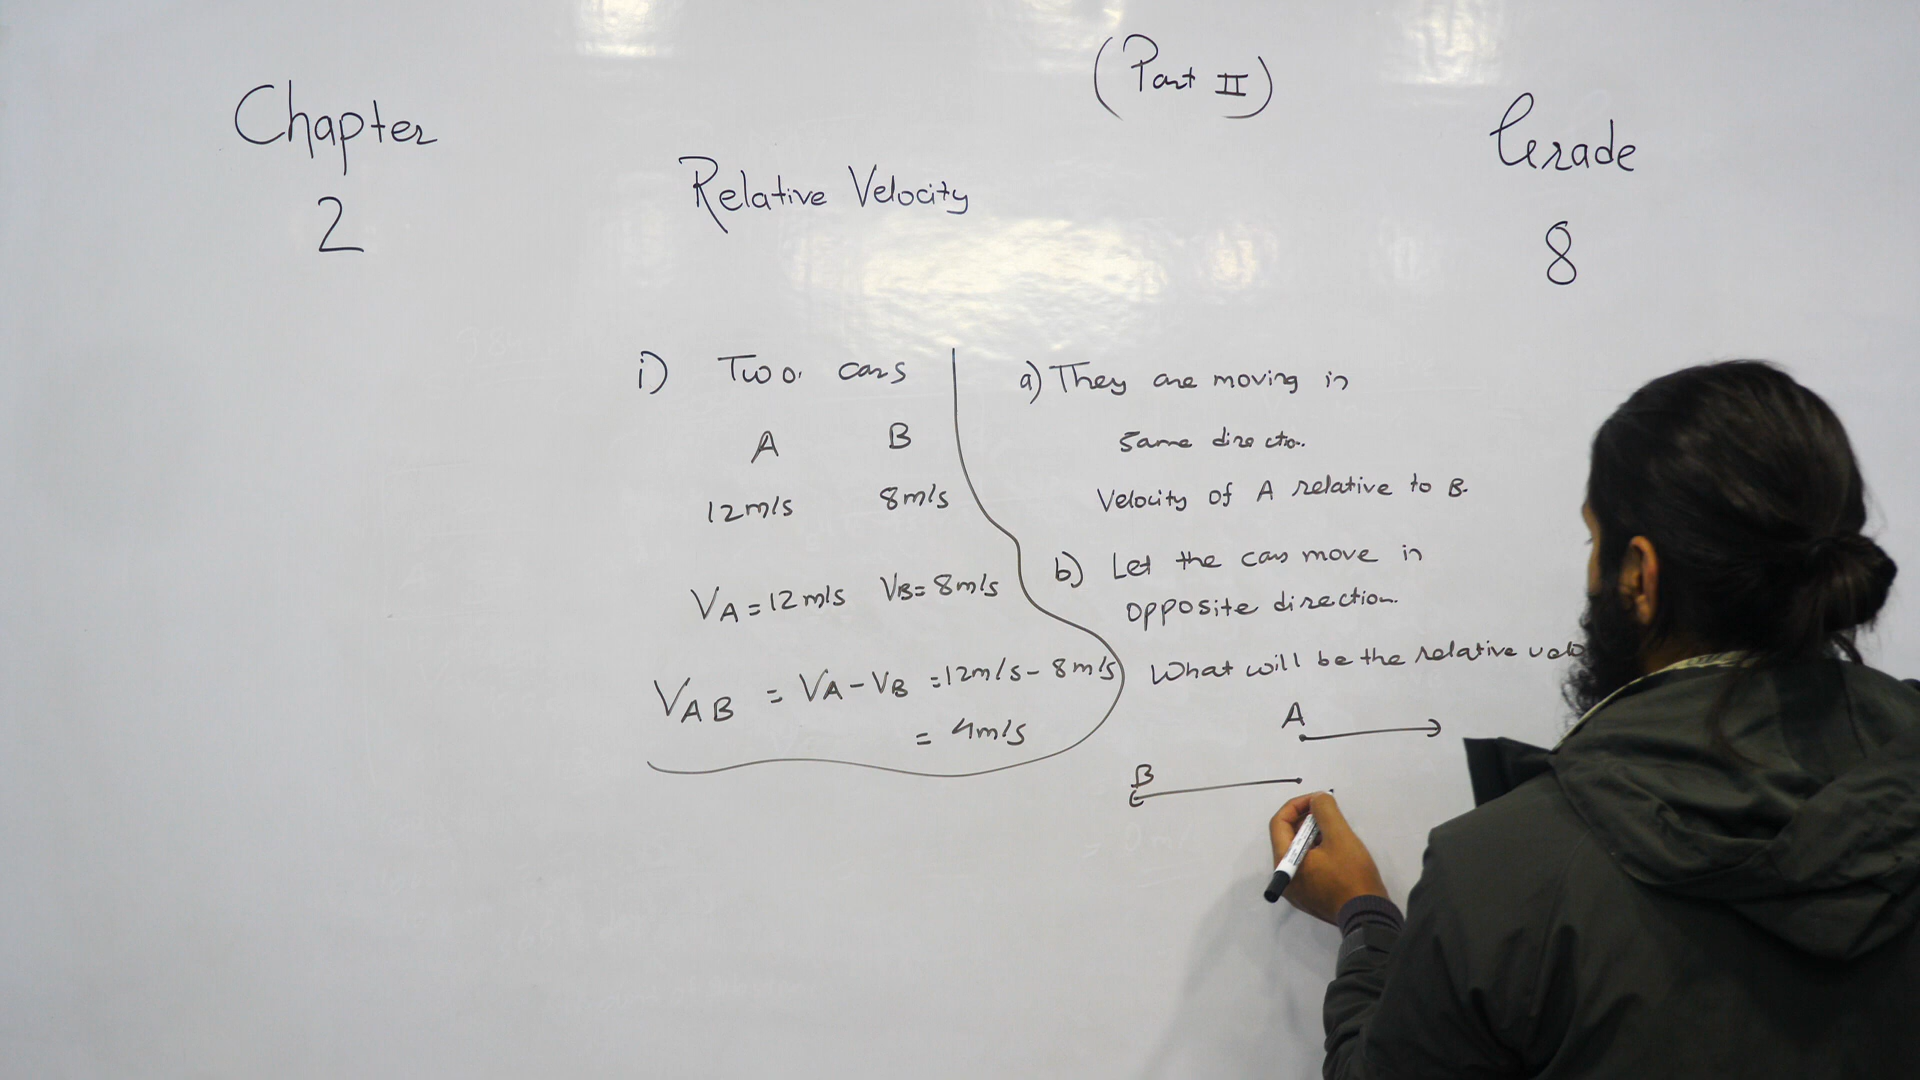 (Part II)
Chapter
2
Grade
8
Relative Velocity
i) Two cars
A B
12m/s 8m/s
VA = 12m/s VB = 8m/s
VAB = VA - VB = 12m/s - 8m/s
= 4m/s
a) They are moving in
same directio.
Velocity of A relative to B.
b) Let the cars move in
opposite direction.
What will be the relative velo
A
B